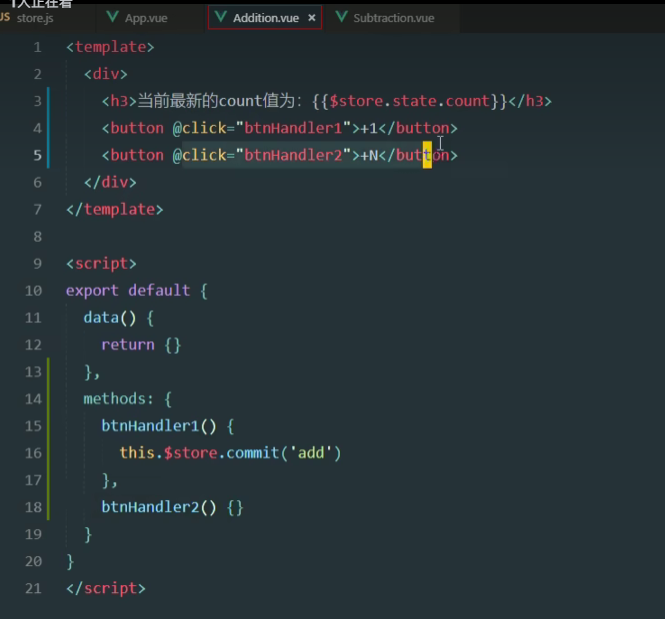 人正在看
JS store.js App.vue Addition.vue × Subtraction.vue
1 <template>
2 <div>
3 <h3>当前最新的count值为：{{$store.state.count}}</h3>
4 <button @click="btnHandler1">+1</button>
5 <button @click="btnHandler2">+N</button>
6 </div>
7 </template>
8
9 <script>
10 export default {
11 data() {
12 return {}
13 },
14 methods: {
15 btnHandler1() {
16 this.$store.commit('add')
17 },
18 btnHandler2() {}
19 }
20 }
21 </script>